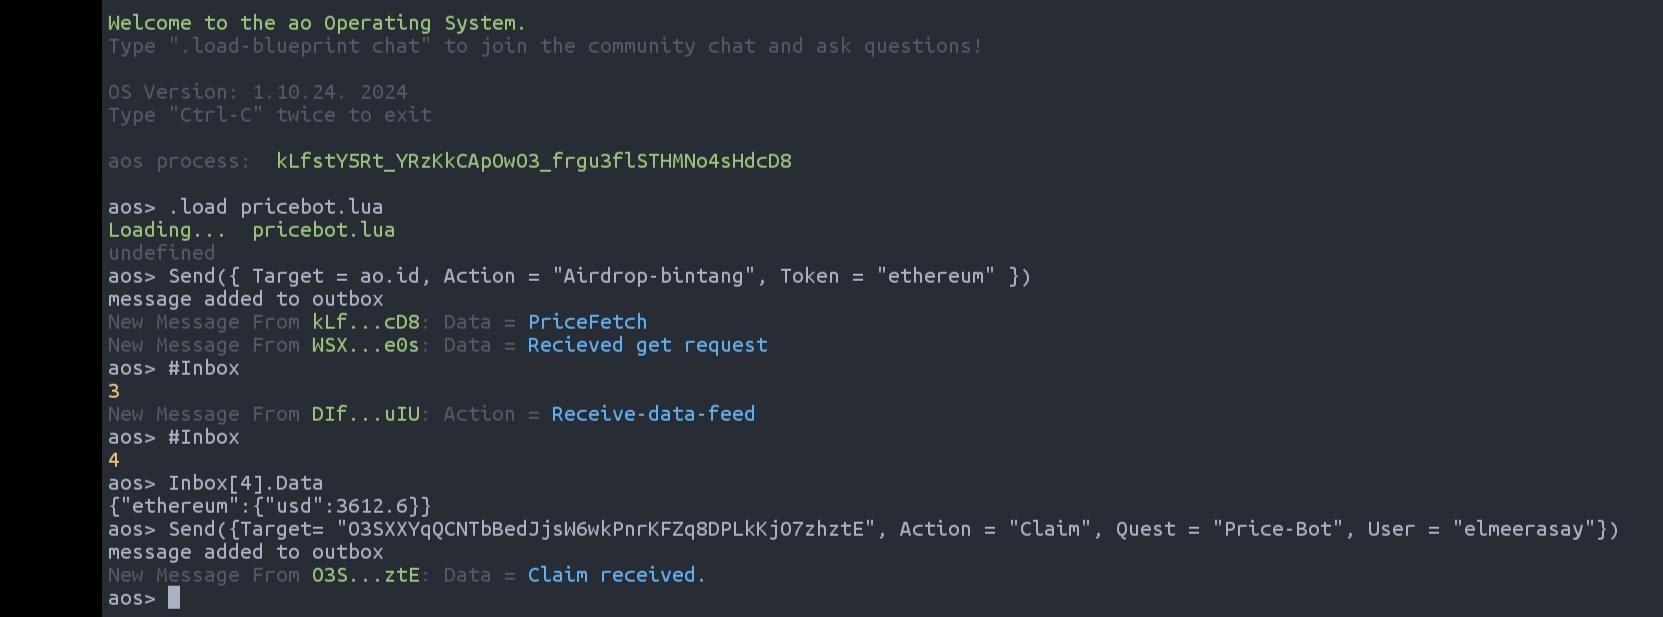 Welcome to the ao Operating System.
Type ".load-blueprint chat" to join the community chat and ask questions!
OS Version: 1.10.24. 2024
Type "Ctrl-C" twice to exit
aos process:  kLfstY5Rt_YRzKkCApOwO3_frgu3flSTHMNo4sHdcD8
aos> .load pricebot.lua
Loading...  pricebot.lua
undefined
aos> Send({ Target = ao.id, Action = "Airdrop-bintang", Token = "ethereum" })
message added to outbox
New Message From kLf...cD8: Data = PriceFetch
New Message From WSX...e0s: Data = Recieved get request
aos> #Inbox
3
New Message From DIf...uIU: Action = Receive-data-feed
aos> #Inbox
4
aos> Inbox[4].Data
{"ethereum":{"usd":3612.6}}
aos> Send({Target= "O3SXXYqQCNTbBedJjsW6wkPnrKFZq8DPLkKjO7zhztE", Action = "Claim", Quest = "Price-Bot", User = "elmeerasay"})
message added to outbox
New Message From O3S...ztE: Data = Claim received.
aos>